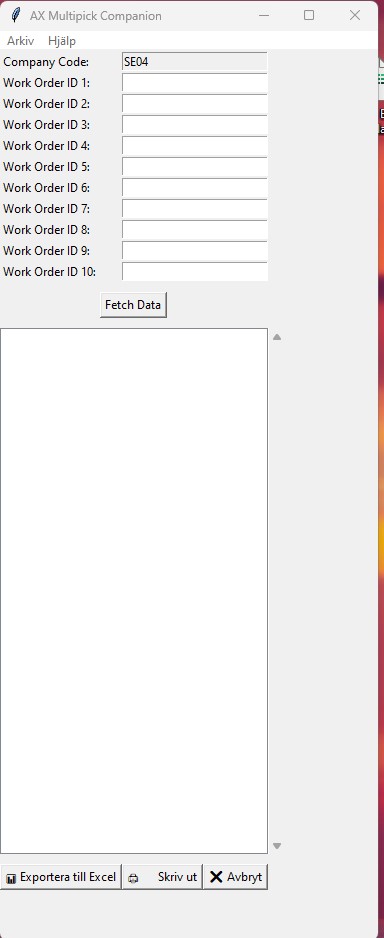 AX Multipick Companion
Arkiv Hjälp
Company Code: SE04
Work Order ID 1:
Work Order ID 2:
Work Order ID 3:
Work Order ID 4:
Work Order ID 5:
Work Order ID 6:
Work Order ID 7:
Work Order ID 8:
Work Order ID 9:
Work Order ID 10:
Fetch Data
Exportera till Excel Skriv ut Avbryt